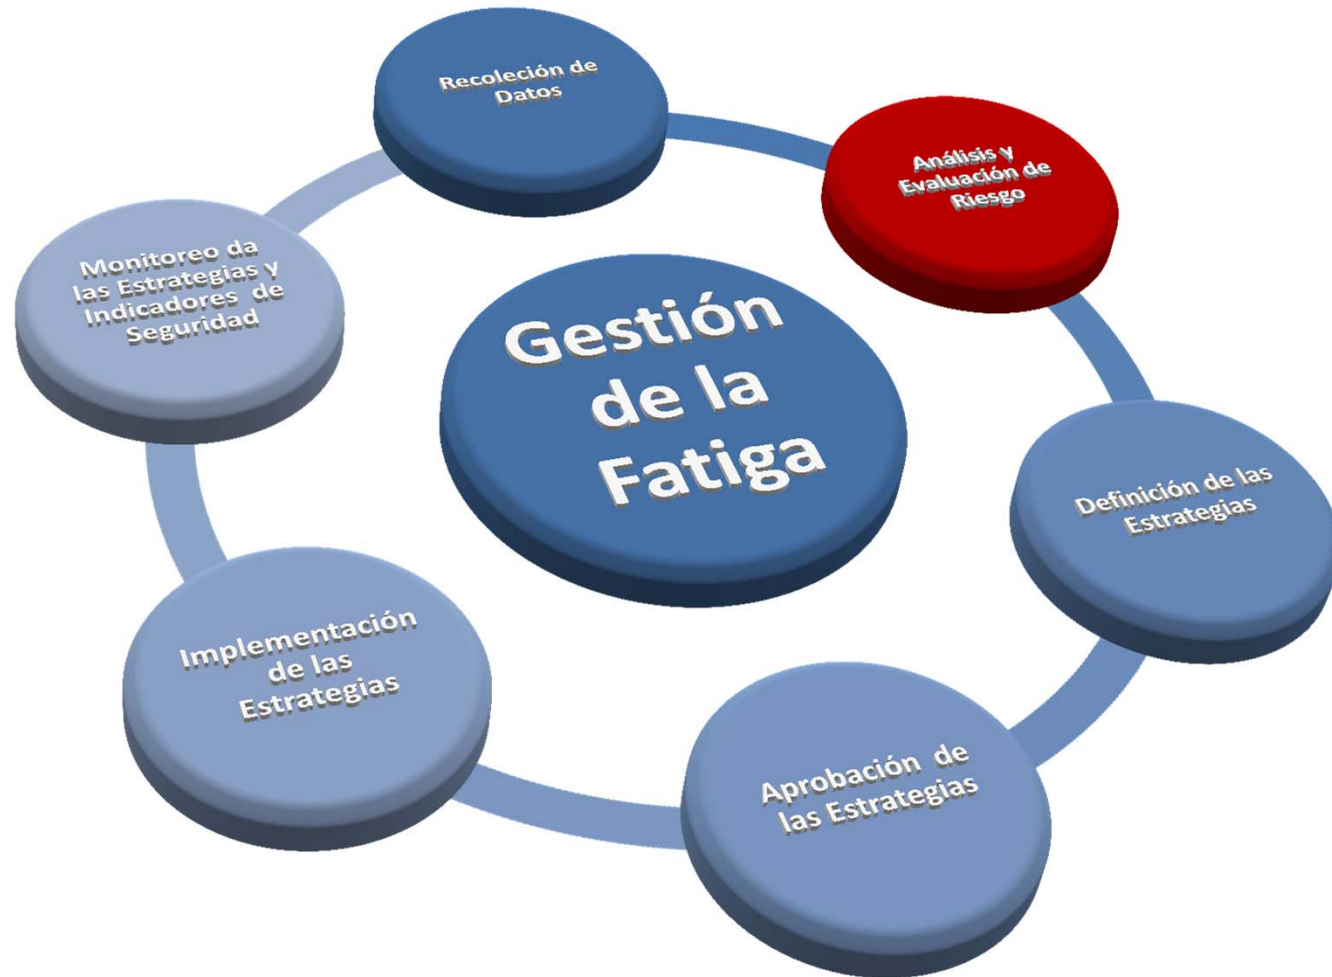 Recoleción de
Datos
Análisis y
Evaluación de
Riesgo
Definición de las
Estrategias
Aprobación  de
las Estrategias
Implementación
de las
Estrategias
Monitoreo da
las Estrategias y
Indicadores  de
Seguridad
Gestión
de la
Fatiga